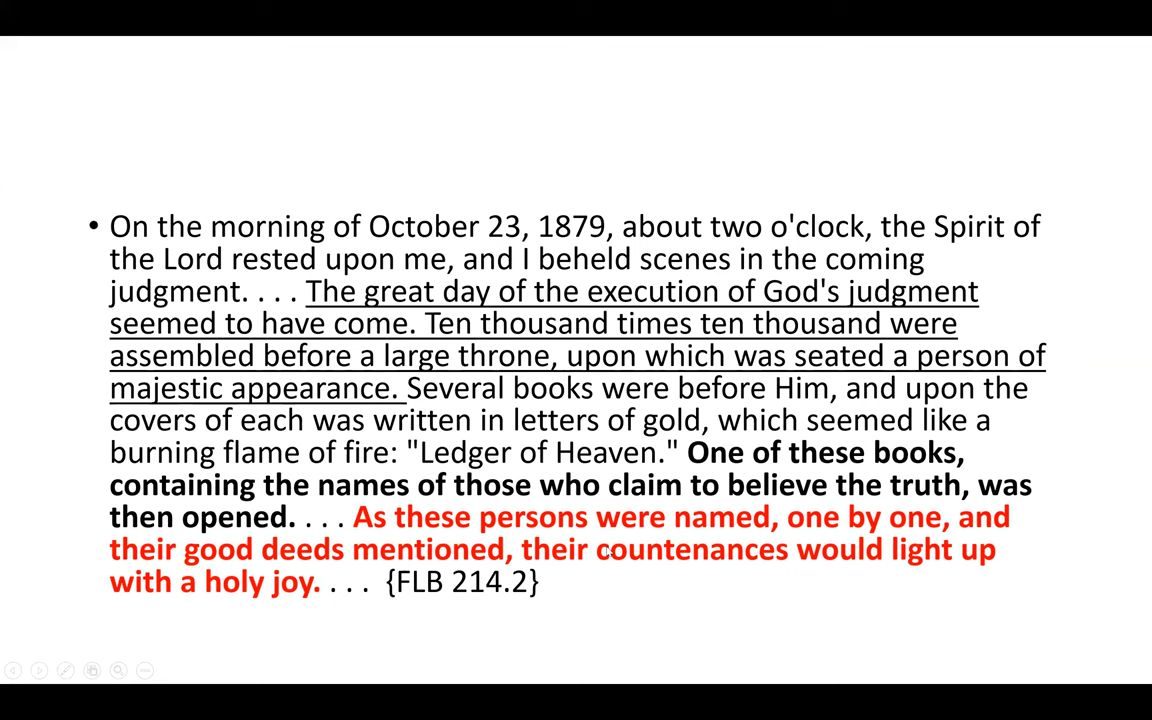 • On the morning of October 23, 1879, about two o'clock, the Spirit of
the Lord rested upon me, and I beheld scenes in the coming
judgment. . . . The great day of the execution of God's judgment
seemed to have come. Ten thousand times ten thousand were
assembled before a large throne, upon which was seated a person of
majestic appearance. Several books were before Him, and upon the
covers of each was written in letters of gold, which seemed like a
burning flame of fire: "Ledger of Heaven." One of these books,
containing the names of those who claim to believe the truth, was
then opened. . . . As these persons were named, one by one, and
their good deeds mentioned, their countenances would light up
with a holy joy. . . . {FLB 214.2}